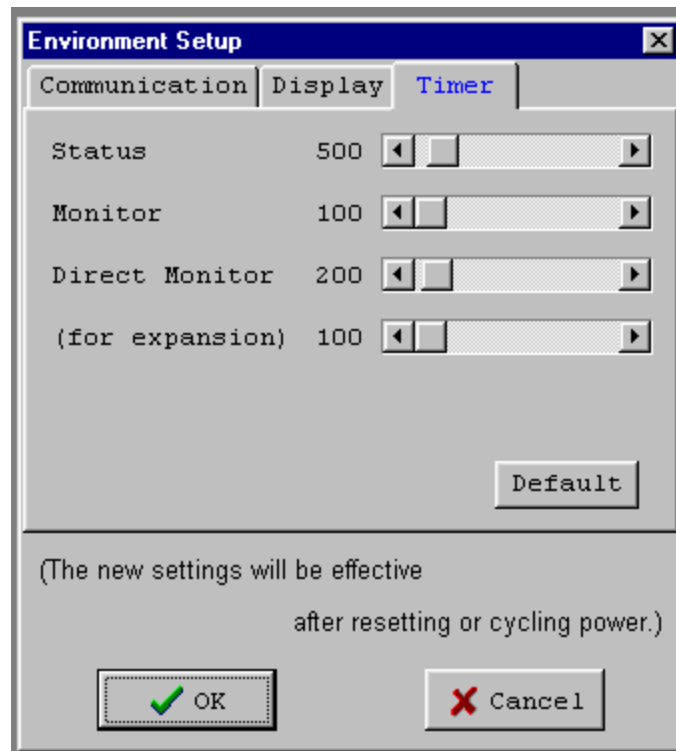 Environment Setup
Communication Display Timer
Status 500
Monitor 100
Direct Monitor 200
(for expansion) 100
Default
(The new settings will be effective
after resetting or cycling power.)
OK Cancel